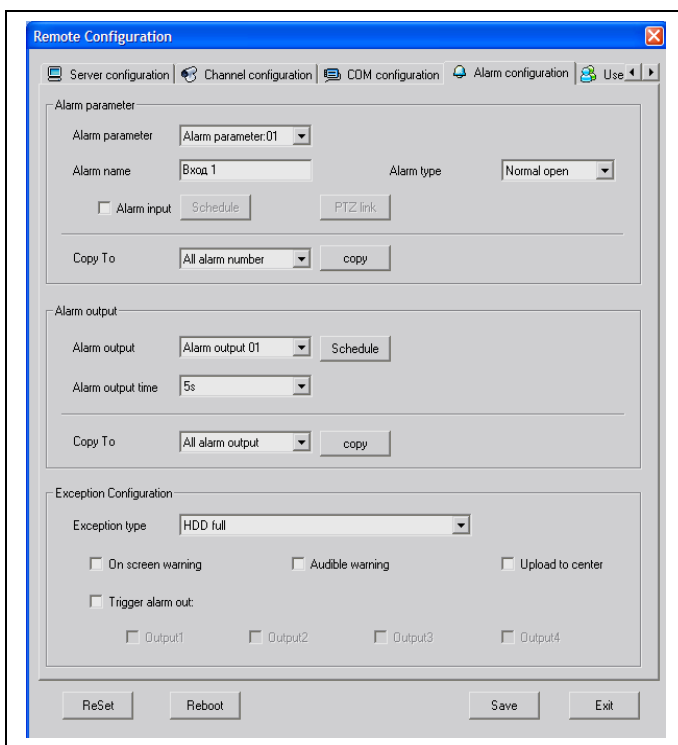 Remote Configuration
Server configuration Channel configuration COM configuration Alarm configuration Use
Alarm parameter
Alarm parameter Alarm parameter:01
Alarm name Вход 1 Alarm type Normal open
Alarm input Schedule PTZ link
Copy To All alarm number copy
Alarm output
Alarm output Alarm output 01 Schedule
Alarm output time 5s
Copy To All alarm output copy
Exception Configuration
Exception type HDD full
On screen warning Audible warning Upload to center
Trigger alarm out:
Output1 Output2 Output3 Output4
ReSet Reboot Save Exit